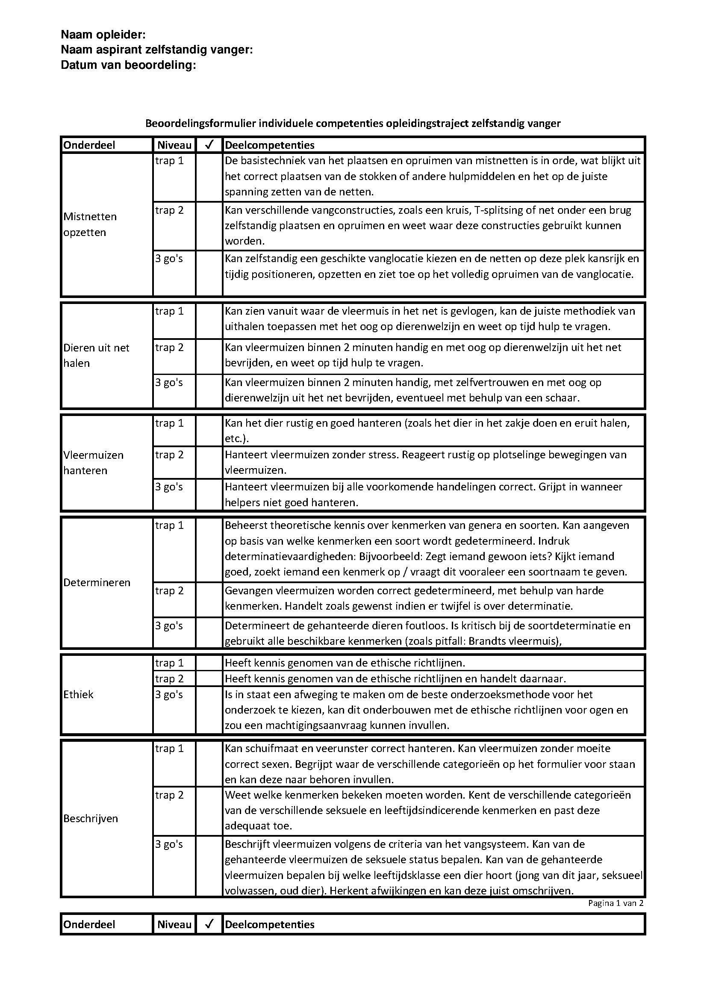 Naam opleider:
Naam aspirant zelfstandig vanger:
Datum van beoordeling:
Beoordelingsformulier individuele competenties opleidingstraject zelfstandig vanger
Onderdeel Niveau ✓ Deelcompetenties
Mistnetten
opzetten
trap 1
De basistechniek van het plaatsen en opruimen van mistnetten is in orde, wat blijkt uit
het correct plaatsen van de stokken of andere hulpmiddelen en het op de juiste
spanning zetten van de netten.
trap 2
Kan verschillende vangconstructies, zoals een kruis, T-splitsing of net onder een brug
zelfstandig plaatsen en opruimen en weet waar deze constructies gebruikt kunnen
worden.
3 go's
Kan zelfstandig een geschikte vanglocatie kiezen en de netten op deze plek kansrijk en
tijdig positioneren, opzetten en ziet toe op het volledig opruimen van de vanglocatie.
Dieren uit net
halen
trap 1
Kan zien vanuit waar de vleermuis in het net is gevlogen, kan de juiste methodiek van
uithalen toepassen met het oog op dierenwelzijn en weet op tijd hulp te vragen.
trap 2
Kan vleermuizen binnen 2 minuten handig en met oog op dierenwelzijn uit het net
bevrijden, en weet op tijd hulp te vragen.
3 go's
Kan vleermuizen binnen 2 minuten handig, met zelfvertrouwen en met oog op
dierenwelzijn uit het net bevrijden, eventueel met behulp van een schaar.
Vleermuizen
hanteren
trap 1
Kan het dier rustig en goed hanteren (zoals het dier in het zakje doen en eruit halen,
etc.).
trap 2
Hanteert vleermuizen zonder stress. Reageert rustig op plotselinge bewegingen van
vleermuizen.
3 go's
Hanteert vleermuizen bij alle voorkomende handelingen correct. Grijpt in wanneer
helpers niet goed hanteren.
Determineren
trap 1
Beheerst theoretische kennis over kenmerken van genera en soorten. Kan aangeven
op basis van welke kenmerken een soort wordt gedetermineerd. Indruk
determinatievaardigheden: Bijvoorbeeld: Zegt iemand gewoon iets? Kijkt iemand
goed, zoekt iemand een kenmerk op / vraagt dit vooraleer een soortnaam te geven.
trap 2
Gevangen vleermuizen worden correct gedetermineerd, met behulp van harde
kenmerken. Handelt zoals gewenst indien er twijfel is over determinatie.
3 go's
Determineert de gehanteerde dieren foutloos. Is kritisch bij de soortdeterminatie en
gebruikt alle beschikbare kenmerken (zoals pitfall: Brandts vleermuis),
Ethiek
trap 1
Heeft kennis genomen van de ethische richtlijnen.
trap 2
Heeft kennis genomen van de ethische richtlijnen en handelt daarnaar.
3 go's
Is in staat een afweging te maken om de beste onderzoeksmethode voor het
onderzoek te kiezen, kan dit onderbouwen met de ethische richtlijnen voor ogen en
zou een machtigingsaanvraag kunnen invullen.
Beschrijven
trap 1
Kan schuifmaat en veerunster correct hanteren. Kan vleermuizen zonder moeite
correct sexen. Begrijpt waar de verschillende categorieën op het formulier voor staan
en kan deze naar behoren invullen.
trap 2
Weet welke kenmerken bekeken moeten worden. Kent de verschillende categorieën
van de verschillende seksuele en leeftijdsindicerende kenmerken en past deze
adequaat toe.
3 go's
Beschrijft vleermuizen volgens de criteria van het vangsysteem. Kan van de
gehanteerde vleermuizen de seksuele status bepalen. Kan van de gehanteerde
vleermuizen bepalen bij welke leeftijdsklasse een dier hoort (jong van dit jaar, seksueel
volwassen, oud dier). Herkent afwijkingen en kan deze juist omschrijven.
Pagina 1 van 2
Onderdeel Niveau ✓ Deelcompetenties